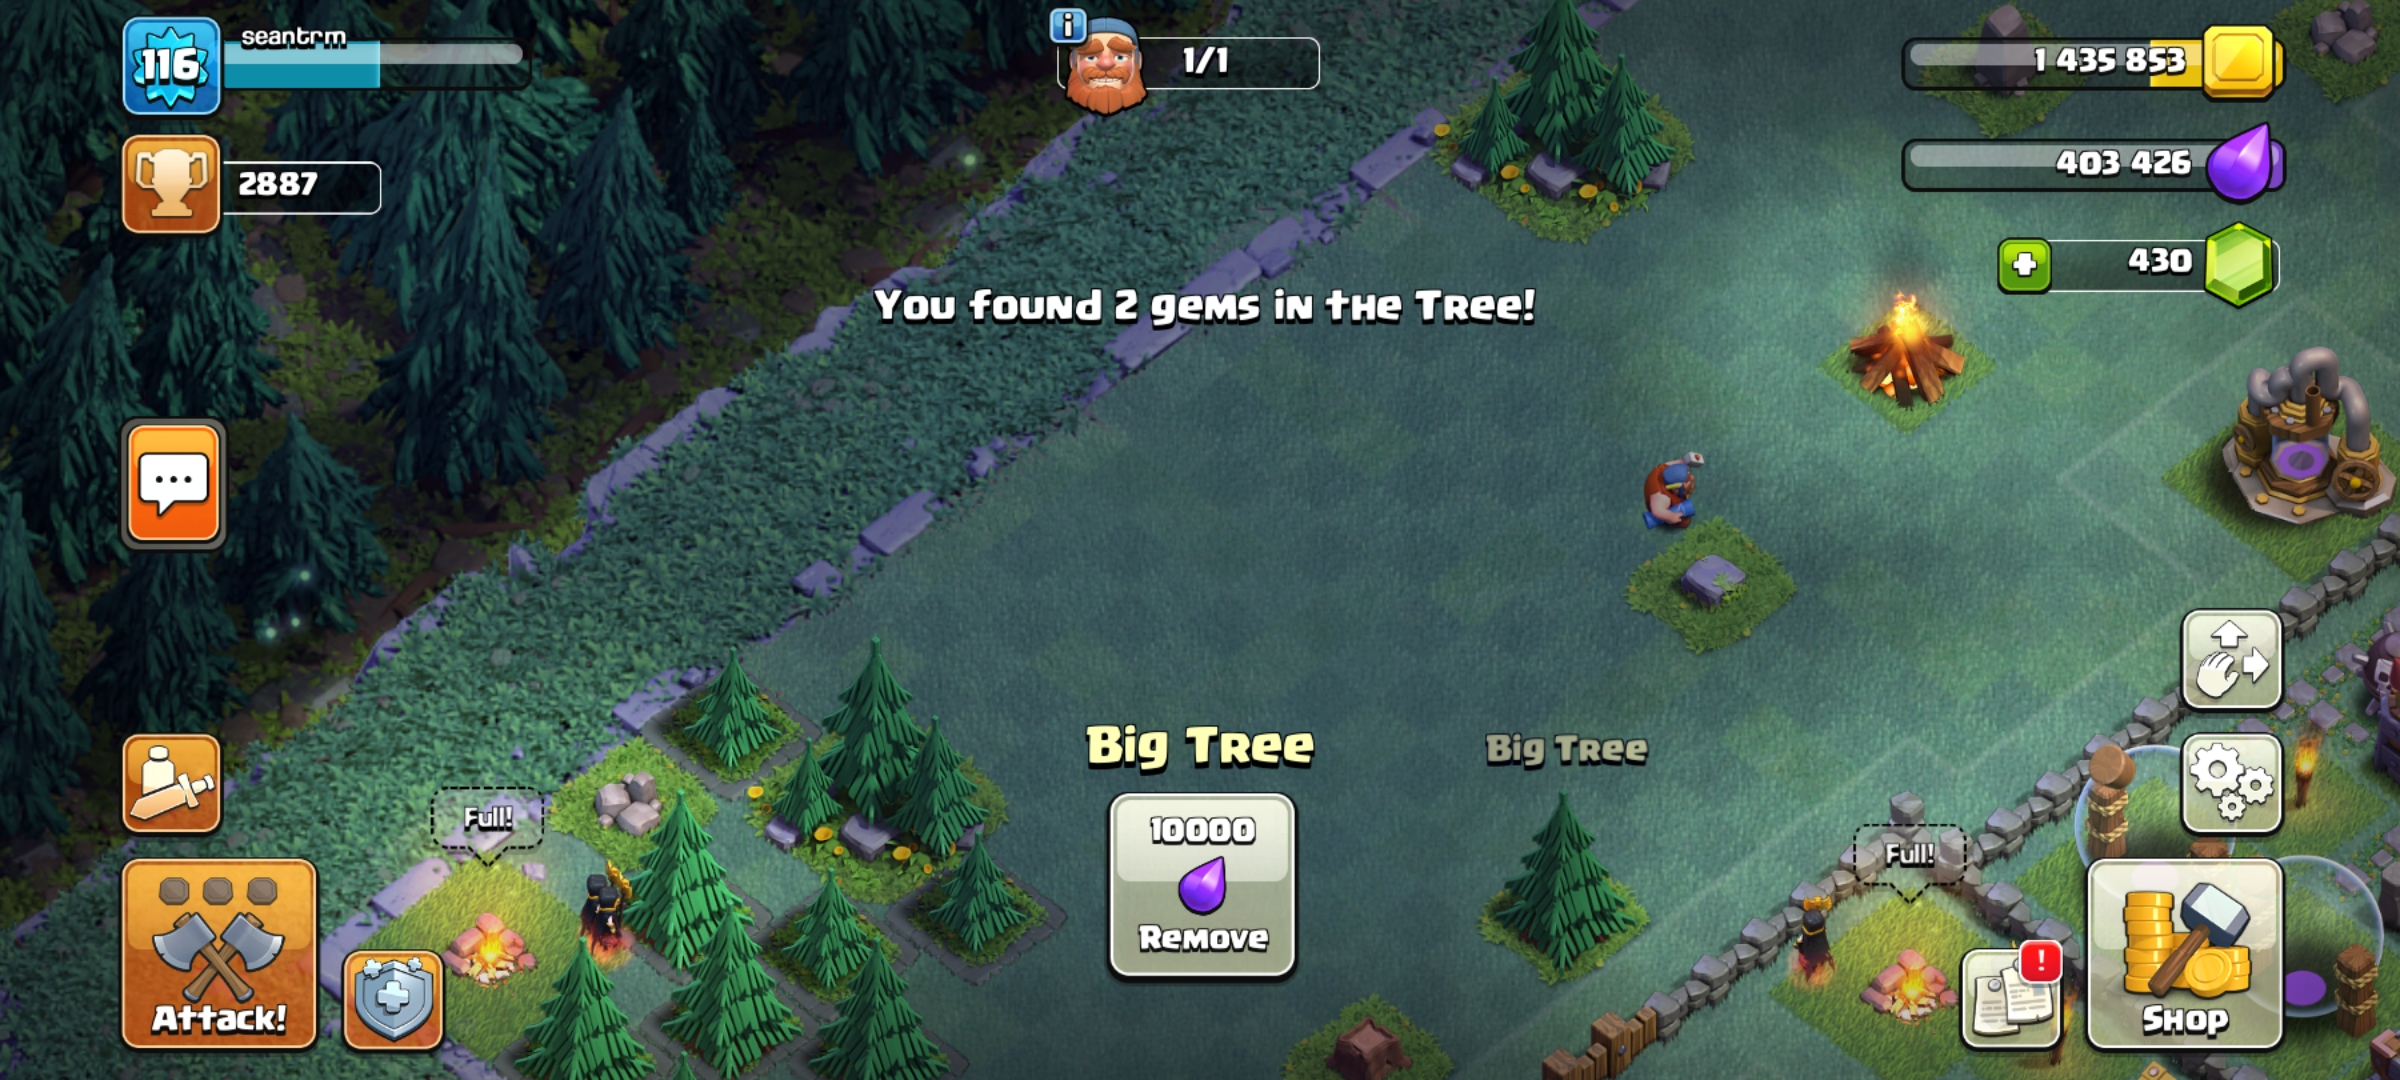 116
seantrm
1/1
1 435 853
403 426
430
2887
You found 2 gems in the Tree!
Big Tree
Big Tree
10000
Remove
Full!
Full!
!
Attack!
Shop